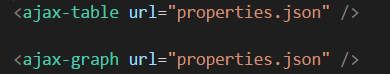 <ajax-table url="properties.json" />
<ajax-graph url="properties.json" />